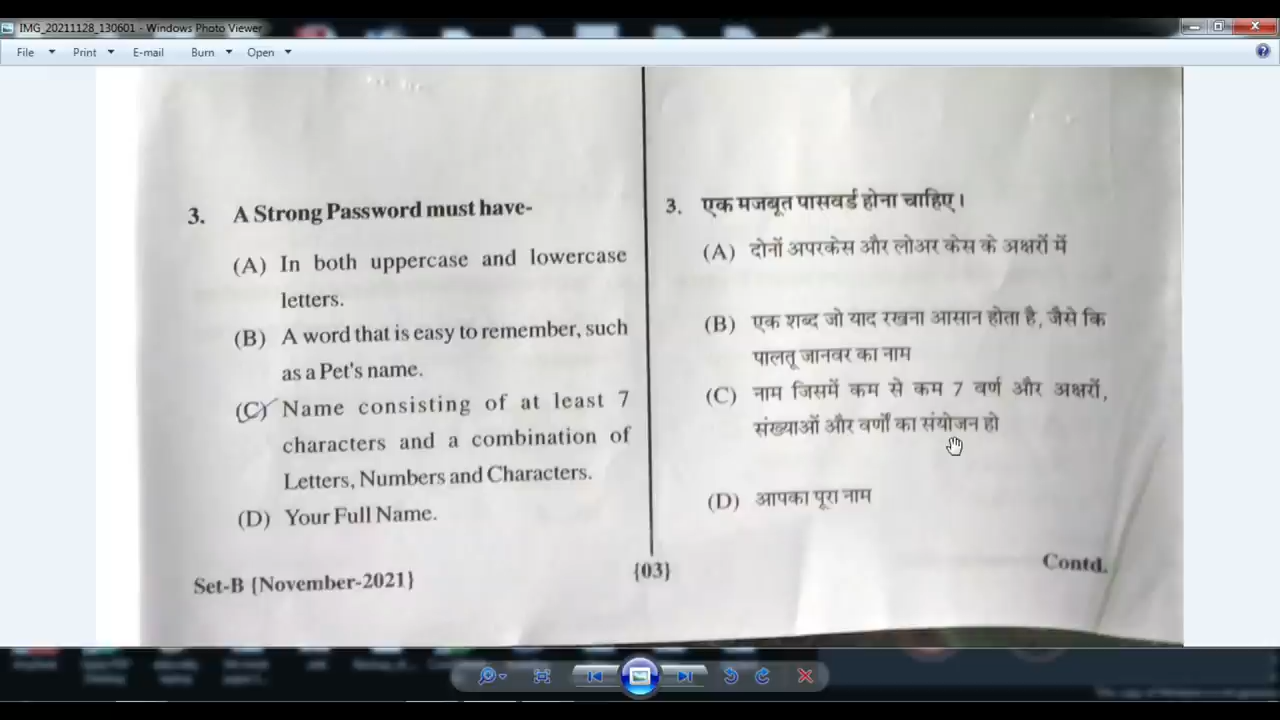 IMG_20211128_130601 - Windows Photo Viewer
File Print E-mail Burn Open
3. A Strong Password must have-
(A) In both uppercase and lowercase
letters.
(B) A word that is easy to remember, such
as a Pet's name.
(C) Name consisting of at least 7
characters and a combination of
Letters, Numbers and Characters.
(D) Your Full Name.
3. एक मजबूत पासवर्ड होना चाहिए।
(A) दोनों अपरकेस और लोअर केस के अक्षरों में
(B) एक शब्द जो याद रखना आसान होता है, जैसे कि
पालतू जानवर का नाम
(C) नाम जिसमें कम से कम 7 वर्ण और अक्षरों,
संख्याओं और वर्णों का संयोजन हो
(D) आपका पूरा नाम
Contd.
Set-B {November-2021}
{03}